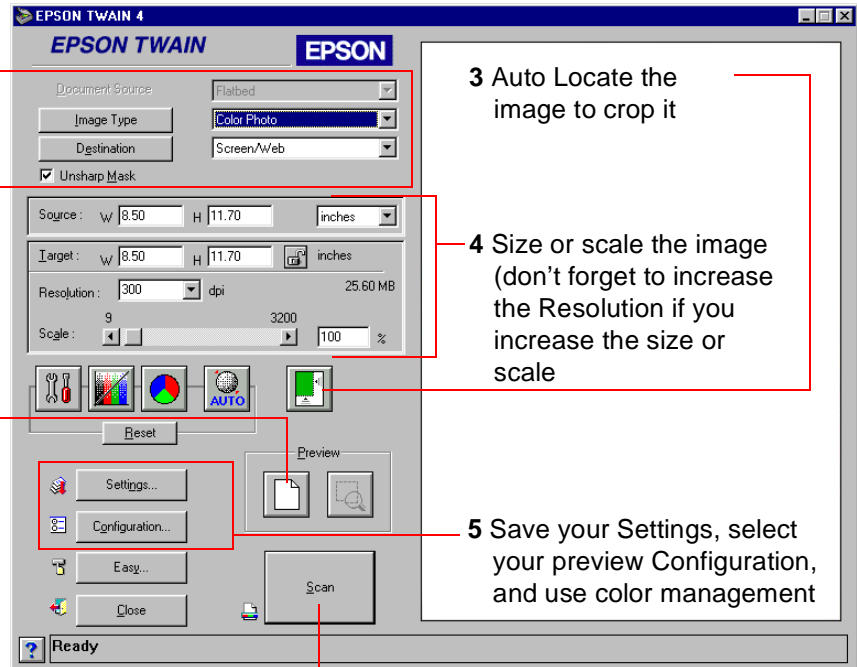 EPSON TWAIN 4
EPSON TWAIN
EPSON
Document Source
Flatbed
Image Type
Color Photo
Destination
Screen/Web
Unsharp Mask
Source : W 8.50 H 11.70 inches
Target : W 8.50 H 11.70 inches
Resolution : 300 dpi 25.60 MB
9 3200
Scale : 100 %
AUTO
Reset
Preview
Settings...
Configuration...
Easy...
Close
Scan
? Ready
3 Auto Locate the
image to crop it
4 Size or scale the image
(don’t forget to increase
the Resolution if you
increase the size or
scale
5 Save your Settings, select
your preview Configuration,
and use color management